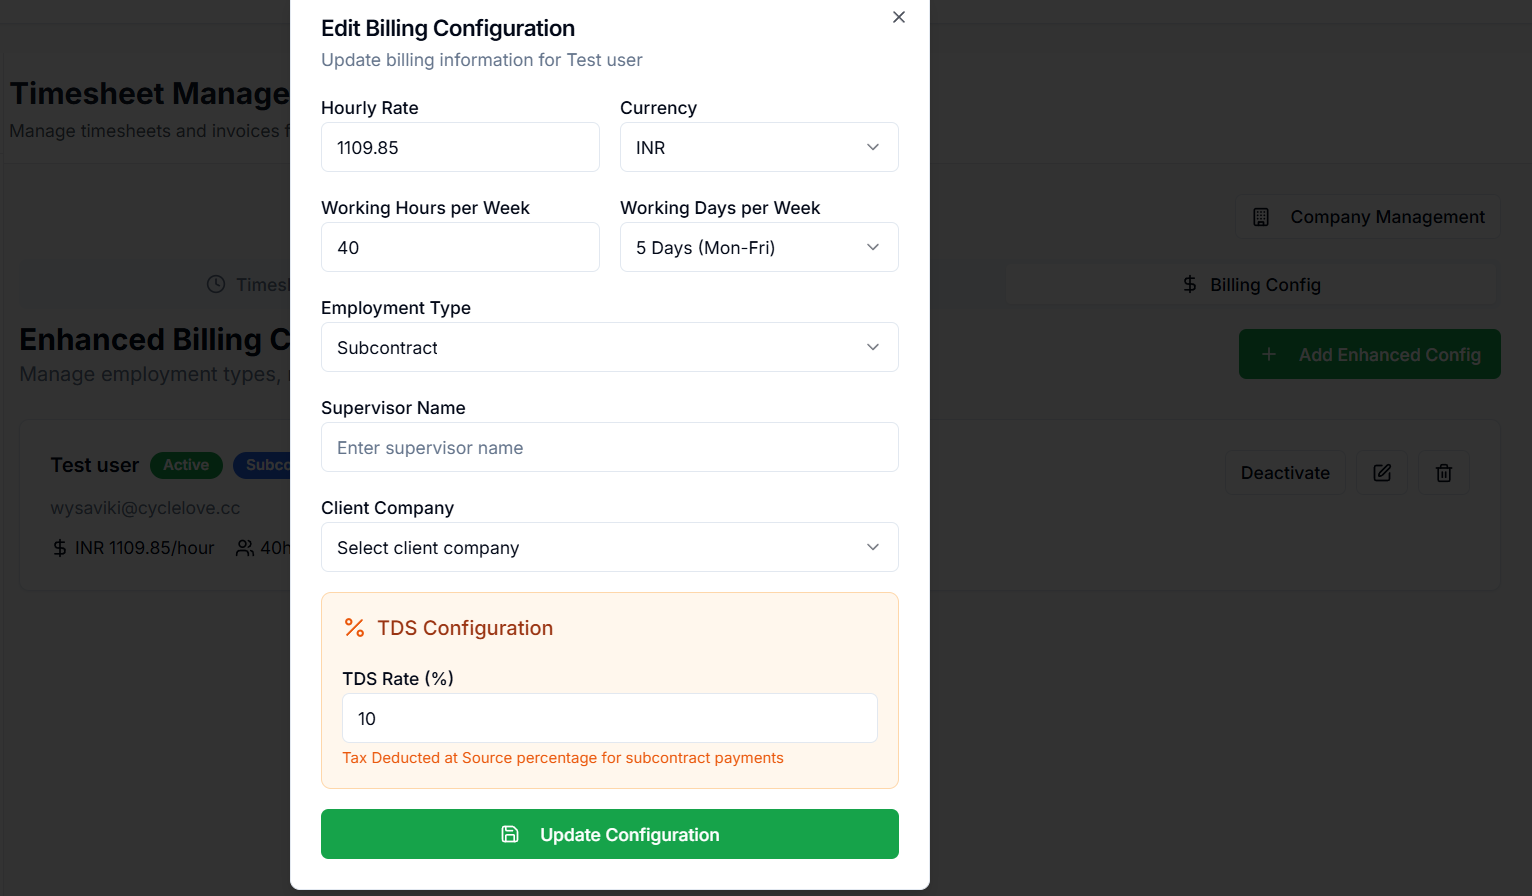 Edit Billing Configuration
Update billing information for Test user
Timesheet Manage
Manage timesheets and invoices f
Hourly Rate
Currency
1109.85
INR
Working Hours per Week
Working Days per Week
40
5 Days (Mon-Fri)
Company Management
Timesh
Billing Config
Employment Type
Subcontract
Enhanced Billing C
Manage employment types,
Add Enhanced Config
Supervisor Name
Enter supervisor name
Test user
Active
Subco
Deactivate
wysaviki@cyclelove.cc
INR 1109.85/hour
40h
Client Company
Select client company
TDS Configuration
TDS Rate (%)
10
Tax Deducted at Source percentage for subcontract payments
Update Configuration